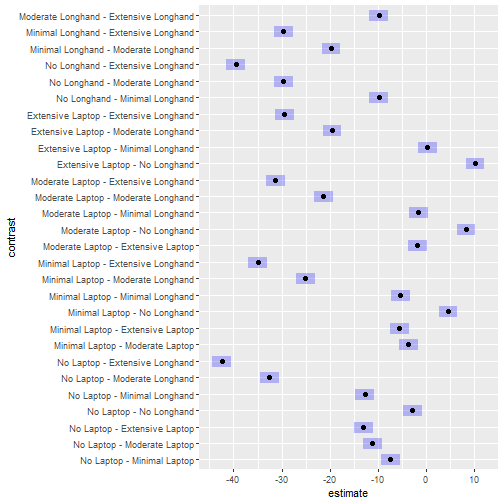 Moderate Longhand - Extensive Longhand
Minimal Longhand - Extensive Longhand
Minimal Longhand - Moderate Longhand
No Longhand - Extensive Longhand
No Longhand - Moderate Longhand
No Longhand - Minimal Longhand
Extensive Laptop - Extensive Longhand
Extensive Laptop - Moderate Longhand
Extensive Laptop - Minimal Longhand
Extensive Laptop - No Longhand
Moderate Laptop - Extensive Longhand
Moderate Laptop - Moderate Longhand
Moderate Laptop - Minimal Longhand
Moderate Laptop - No Longhand
Moderate Laptop - Extensive Laptop
Minimal Laptop - Extensive Longhand
Minimal Laptop - Moderate Longhand
Minimal Laptop - Minimal Longhand
Minimal Laptop - No Longhand
Minimal Laptop - Extensive Laptop
Minimal Laptop - Moderate Laptop
No Laptop - Extensive Longhand
No Laptop - Moderate Longhand
No Laptop - Minimal Longhand
No Laptop - No Longhand
No Laptop - Extensive Laptop
No Laptop - Moderate Laptop
No Laptop - Minimal Laptop
contrast
-40 -30 -20 -10 0 10
estimate